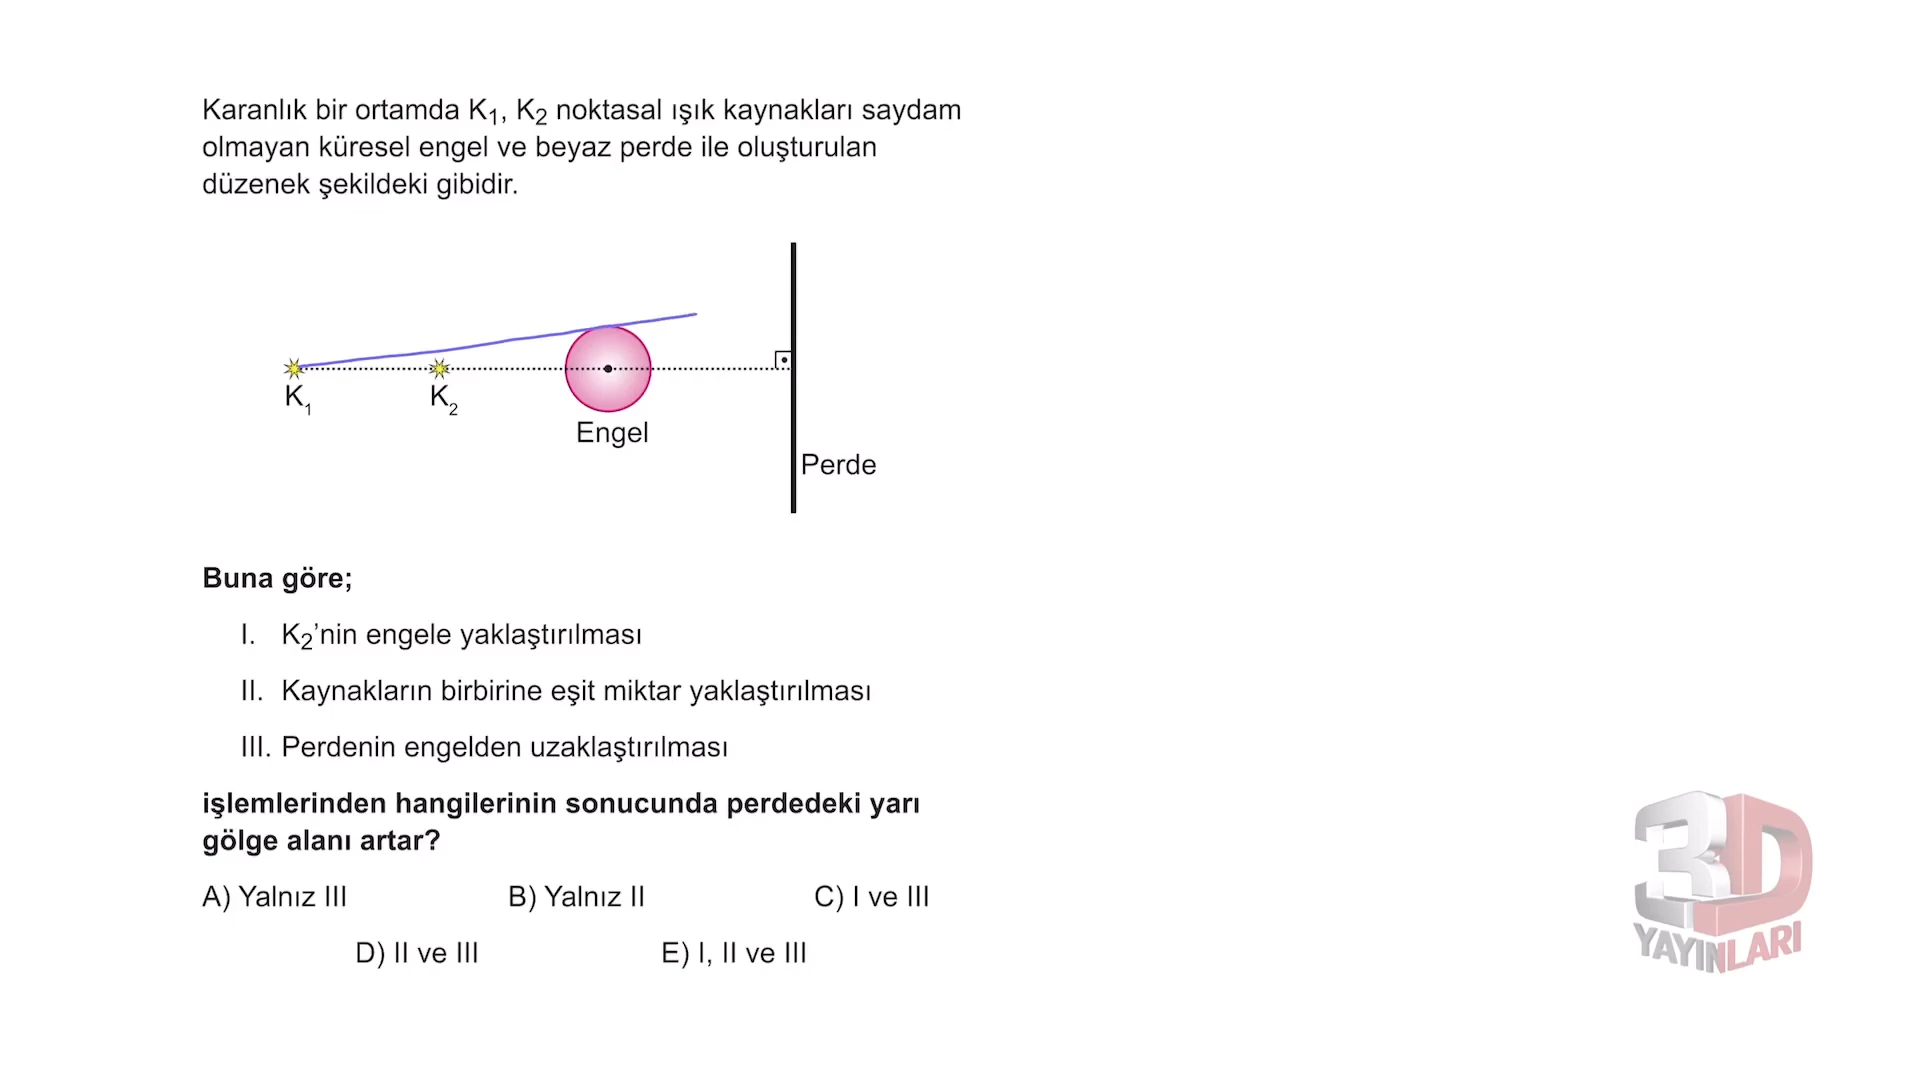 Karanlık bir ortamda K₁, K₂ noktasal ışık kaynakları saydam
olmayan küresel engel ve beyaz perde ile oluşturulan
düzenek şekildeki gibidir.
K₁
K₂
Engel
Perde
Buna göre;
I. K₂’nin engele yaklaştırılması
II. Kaynakların birbirine eşit miktar yaklaştırılması
III. Perdenin engelden uzaklaştırılması
işlemlerinden hangilerinin sonucunda perdedeki yarı
gölge alanı artar?
A) Yalnız III B) Yalnız II C) I ve III
D) II ve III E) I, II ve III
3D
YAYINLARI